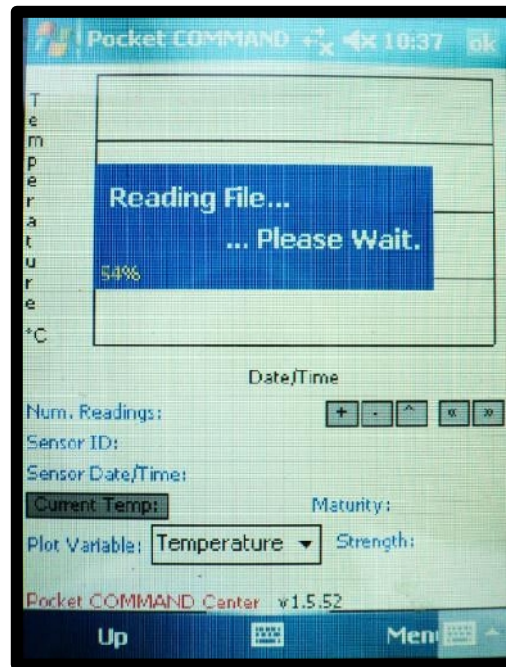 Pocket COMMAND 10:37 ok
Temperature
°C
Reading File...
... Please Wait.
54%
Date/Time
Num. Readings: + - ^ « »
Sensor ID:
Sensor Date/Time:
Current Temp: Maturity:
Plot Variable: Temperature Strength:
Pocket COMMAND Center v1.5.52
Up Menu